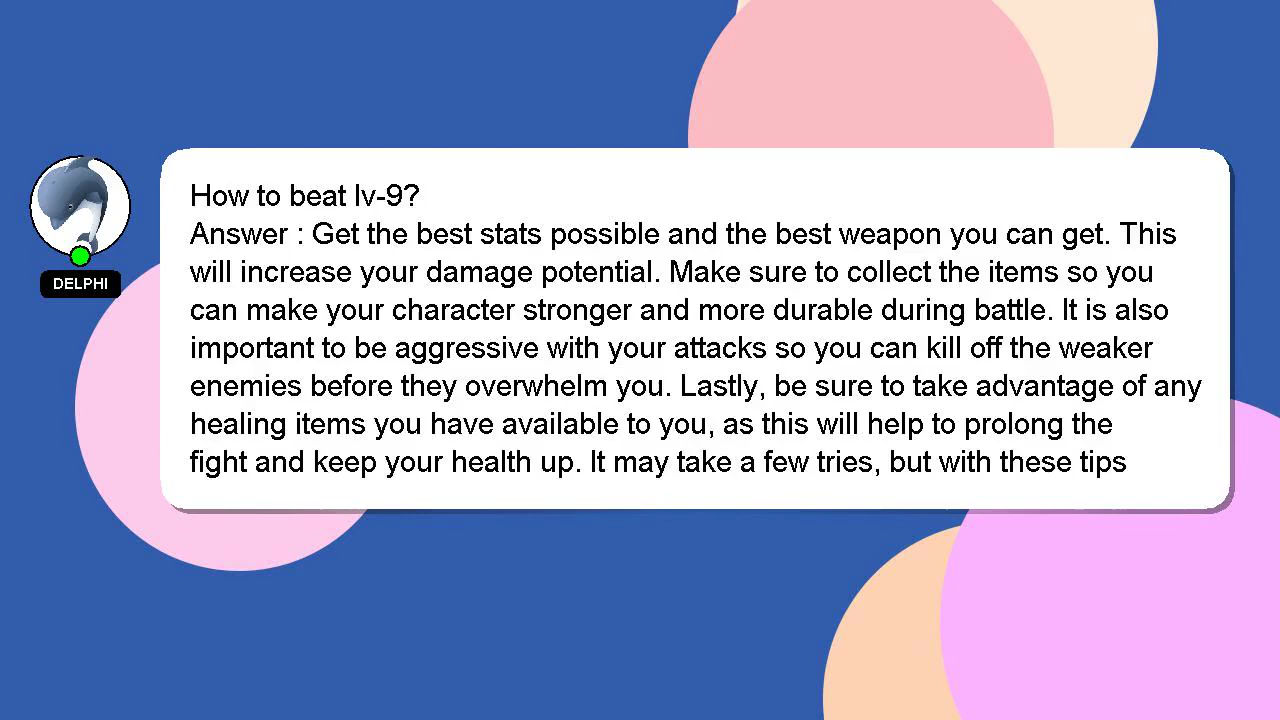 DELPHI
How to beat lv-9?
Answer : Get the best stats possible and the best weapon you can get. This
will increase your damage potential. Make sure to collect the items so you
can make your character stronger and more durable during battle. It is also
important to be aggressive with your attacks so you can kill off the weaker
enemies before they overwhelm you. Lastly, be sure to take advantage of any
healing items you have available to you, as this will help to prolong the
fight and keep your health up. It may take a few tries, but with these tips